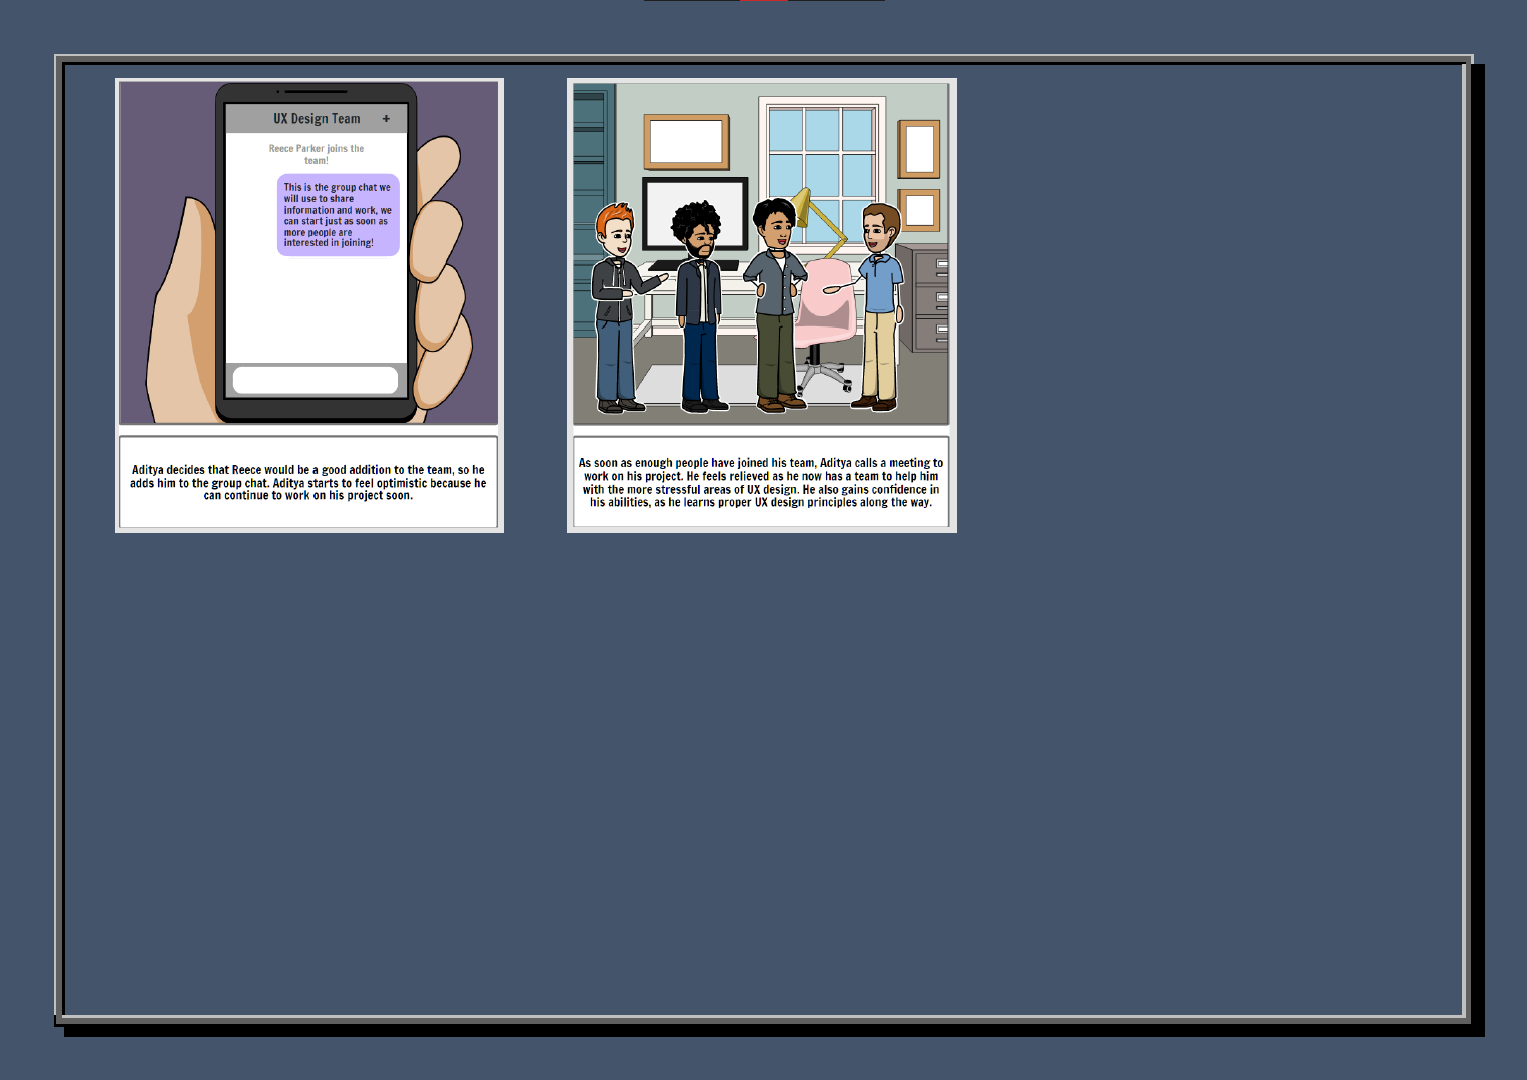 UX Design Team +
Reece Parker joins the
team!
This is the group chat we
will use to share
information and work, we
can start just as soon as
more people are
interested in joining!
Aditya decides that Reece would be a good addition to the team, so he
adds him to the group chat. Aditya starts to feel optimistic because he
can continue to work on his project soon.
As soon as enough people have joined his team, Aditya calls a meeting to
work on his project. He feels relieved as he now has a team to help him
with the more stressful areas of UX design. He also gains confidence in
his abilities, as he learns proper UX design principles along the way.